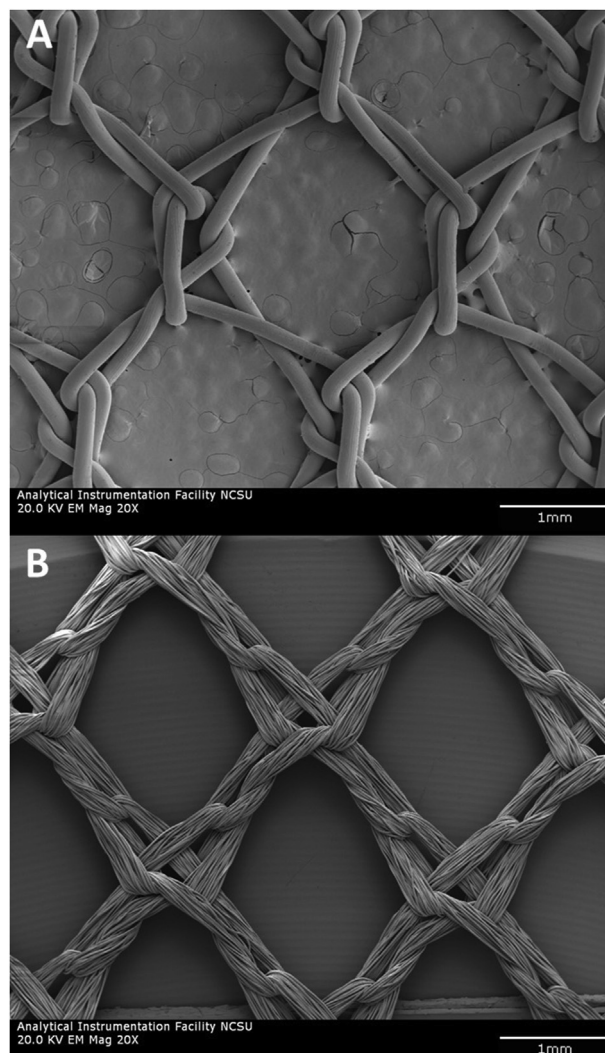 A
Analytical Instrumentation Facility NCSU
20.0 KV EM Mag 20X
1mm
B
Analytical Instrumentation Facility NCSU
20.0 KV EM Mag 20X
1mm